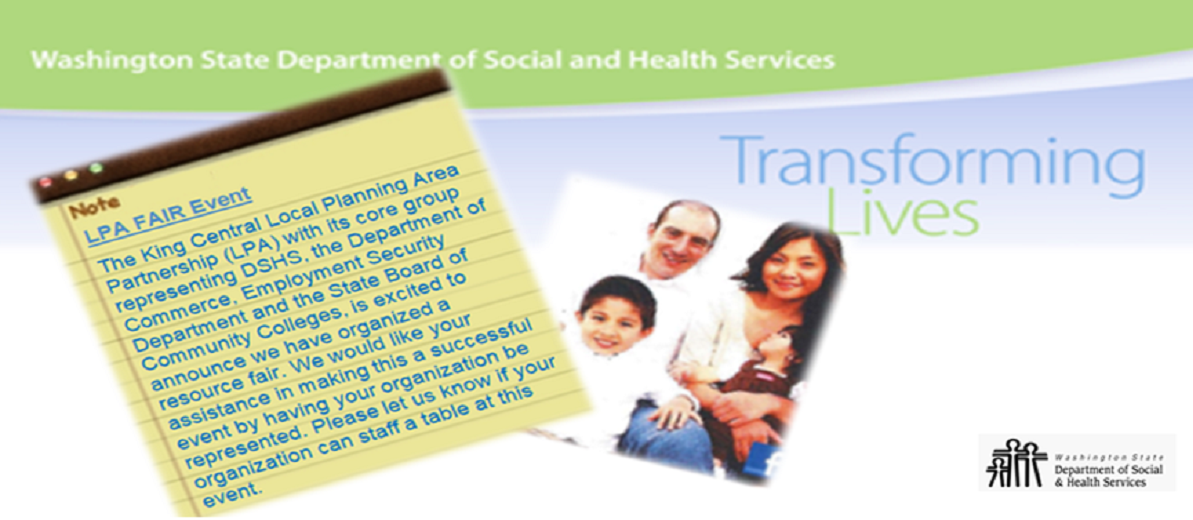 Washington State Department of Social and Health Services
Transforming
Lives
Note
LPA FAIR Event
The King Central Local Planning Area
Partnership (LPA) with its core group
representing DSHS, the Department of
Commerce, Employment Security
Department and the State Board of
Community Colleges, is excited to
announce we have organized a
resource fair. We would like your
assistance in making this a successful
event by having your organization be
represented. Please let us know if your
organization can staff a table at this
event.
Washington State
Department of Social
& Health Services